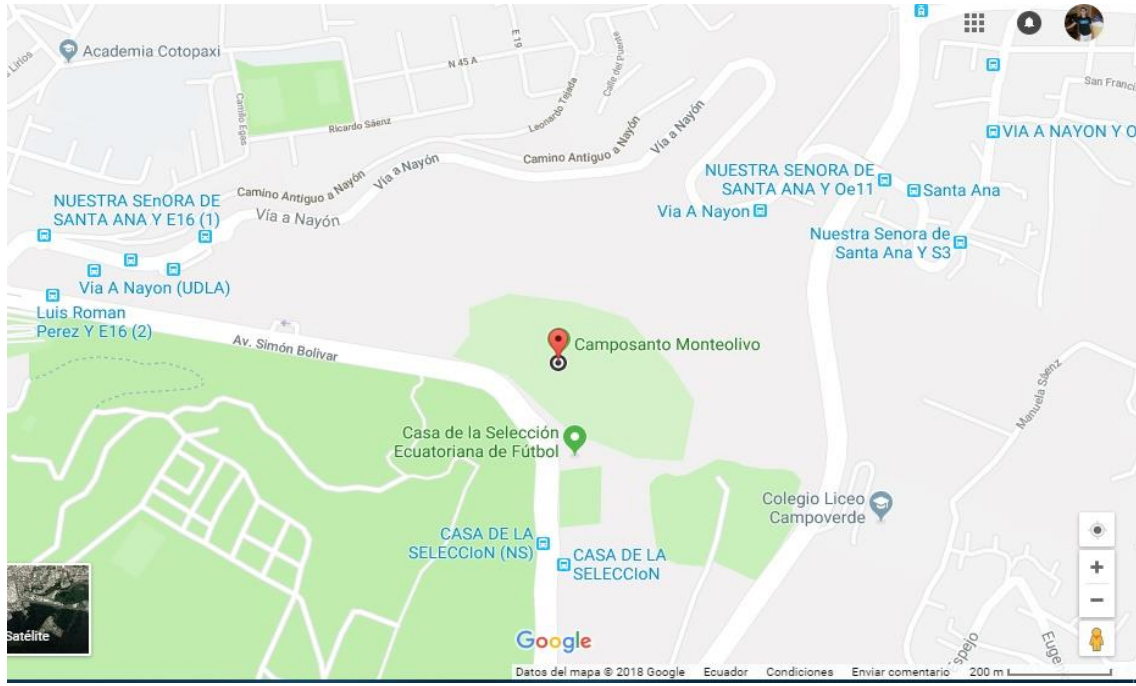 Academia Cotopaxi
Lirios
E 19
N 45 A
Calle del Puente
Camilo Egas
Ricardo Sáenz
Leonardo Tejada
Camino Antiguo a Nayón
Vía a Nayón
San Franci
VIA A NAYON Y O
NUESTRA SEnORA DE
SANTA ANA Y E16 (1)
Camino Antiguo a Nayón
Vía a Nayón
Vía a Nayón
NUESTRA SENORA DE
SANTA ANA Y Oe11
Santa Ana
Via A Nayon
Nuestra Senora de
Santa Ana Y S3
Via A Nayon (UDLA)
Luis Roman
Perez Y E16 (2)
Av. Simón Bolívar
Camposanto Monteolivo
Manuela Sáenz
Casa de la Selección
Ecuatoriana de Fútbol
Colegio Liceo
Campoverde
CASA DE LA
SELECCIoN (NS)
CASA DE LA
SELECCIoN
Satélite
Google
spejo
Euge
Datos del mapa © 2018 Google Ecuador Condiciones Enviar comentario 200 m